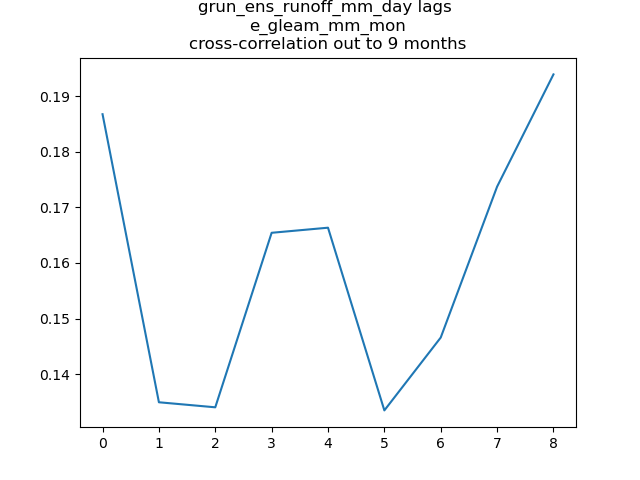 grun_ens_runoff_mm_day lags
e_gleam_mm_mon
cross-correlation out to 9 months
0.19
0.18
0.17
0.16
0.15
0.14
0 1 2 3 4 5 6 7 8